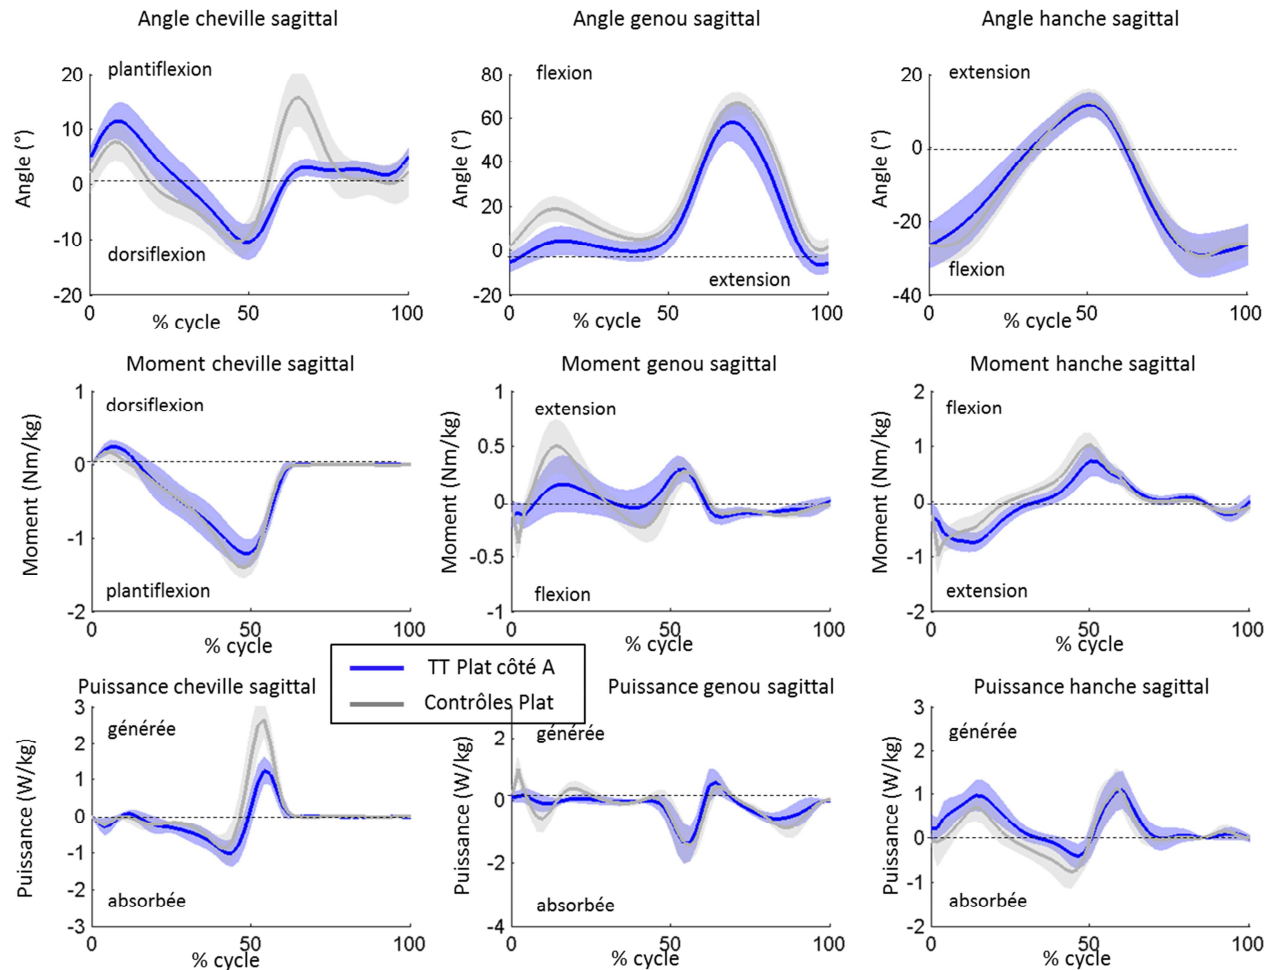 Angle cheville sagittal
Angle (°)
20
10
0
-10
-20
plantiflexion
dorsiflexion
0
50
100
% cycle
Angle genou sagittal
Angle (°)
80
60
40
20
0
-20
flexion
extension
0
50
100
% cycle
Angle hanche sagittal
Angle (°)
20
0
-20
-40
extension
flexion
0
50
100
% cycle
Moment cheville sagittal
Moment (Nm/kg)
1
0
-1
-2
dorsiflexion
plantiflexion
0
50
100
% cycle
Moment genou sagittal
Moment (Nm/kg)
1
0.5
0
-0.5
-1
extension
flexion
0
50
100
% cycle
Moment hanche sagittal
Moment (Nm/kg)
2
1
0
-1
-2
flexion
extension
0
50
100
% cycle
TT Plat côté A
Contrôles Plat
Puissance cheville sagittal
Puissance (W/kg)
3
2
1
0
-1
-2
-3
générée
absorbée
0
50
100
% cycle
Puissance genou sagittal
Puissance (W/kg)
2
0
-2
-4
générée
absorbée
0
50
100
% cycle
Puissance hanche sagittal
Puissance (W/kg)
3
2
1
0
-1
-2
générée
absorbée
0
50
100
% cycle